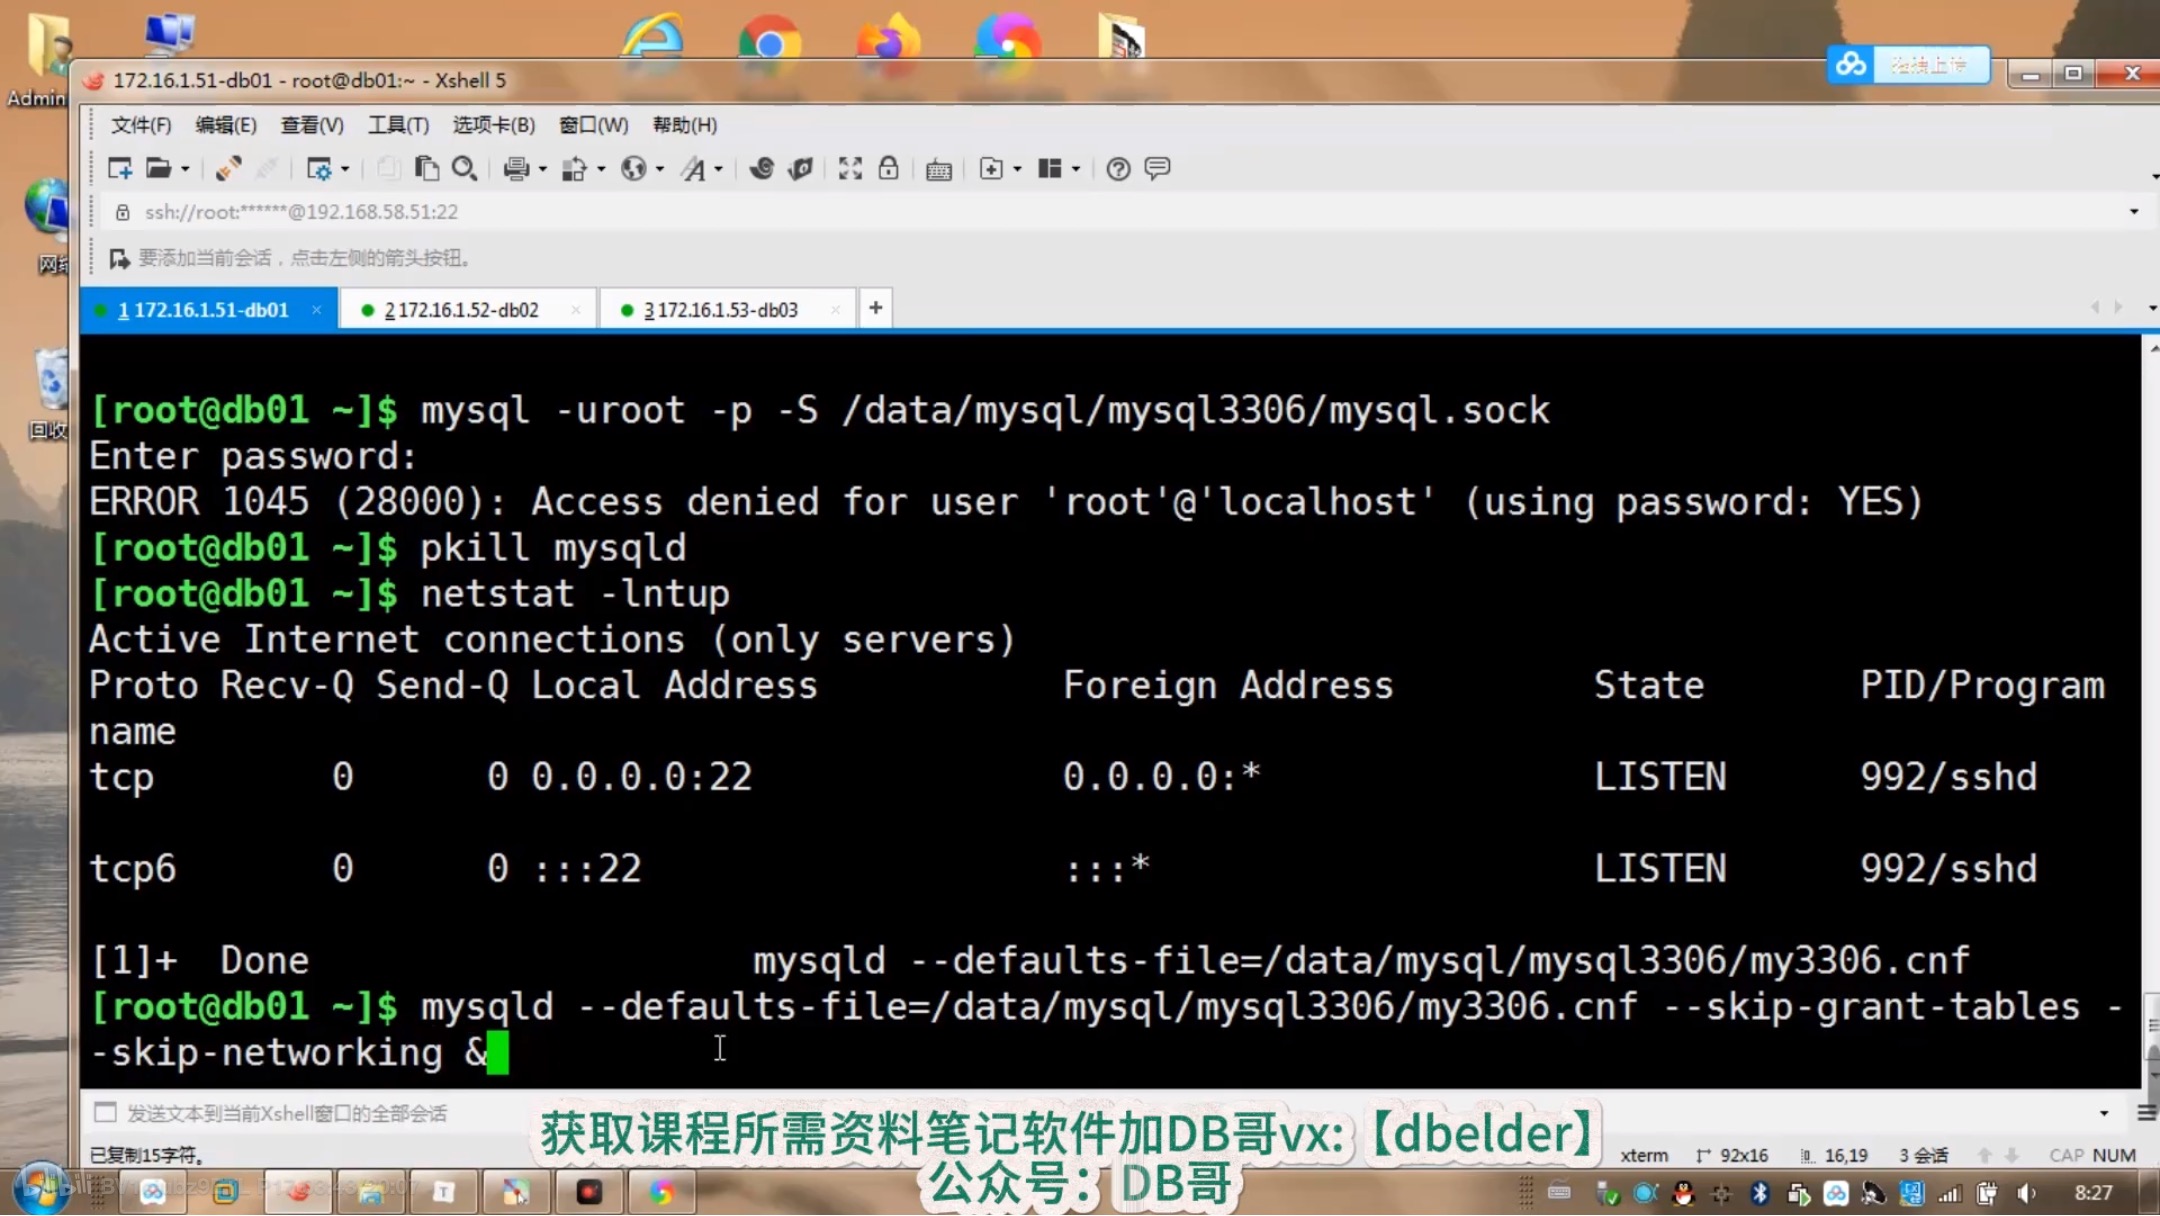 Admin
网络
回收
172.16.1.51-db01 - root@db01:~ - Xshell 5
拖拽上传
文件(F) 编辑(E) 查看(V) 工具(T) 选项卡(B) 窗口(W) 帮助(H)
ssh://root:******@192.168.58.51:22
要添加当前会话，点击左侧的箭头按钮。
1 172.16.1.51-db01 × 2 172.16.1.52-db02 × 3 172.16.1.53-db03 × +
[root@db01 ~]$ mysql -uroot -p -S /data/mysql/mysql3306/mysql.sock
Enter password:
ERROR 1045 (28000): Access denied for user 'root'@'localhost' (using password: YES)
[root@db01 ~]$ pkill mysqld
[root@db01 ~]$ netstat -lntup
Active Internet connections (only servers)
Proto Recv-Q Send-Q Local Address Foreign Address State PID/Program
name
tcp 0 0 0.0.0.0:22 0.0.0.0:* LISTEN 992/sshd
tcp6 0 0 :::22 :::* LISTEN 992/sshd
[1]+ Done mysqld --defaults-file=/data/mysql/mysql3306/my3306.cnf
[root@db01 ~]$ mysqld --defaults-file=/data/mysql/mysql3306/my3306.cnf --skip-grant-tables -
-skip-networking &
发送文本到当前Xshell窗口的全部会话
获取课程所需资料笔记软件加DB哥vx:【dbelder】
已复制15字符。
xterm 92x16 16,19 3 会话 CAP NUM
公众号：DB哥
8:27